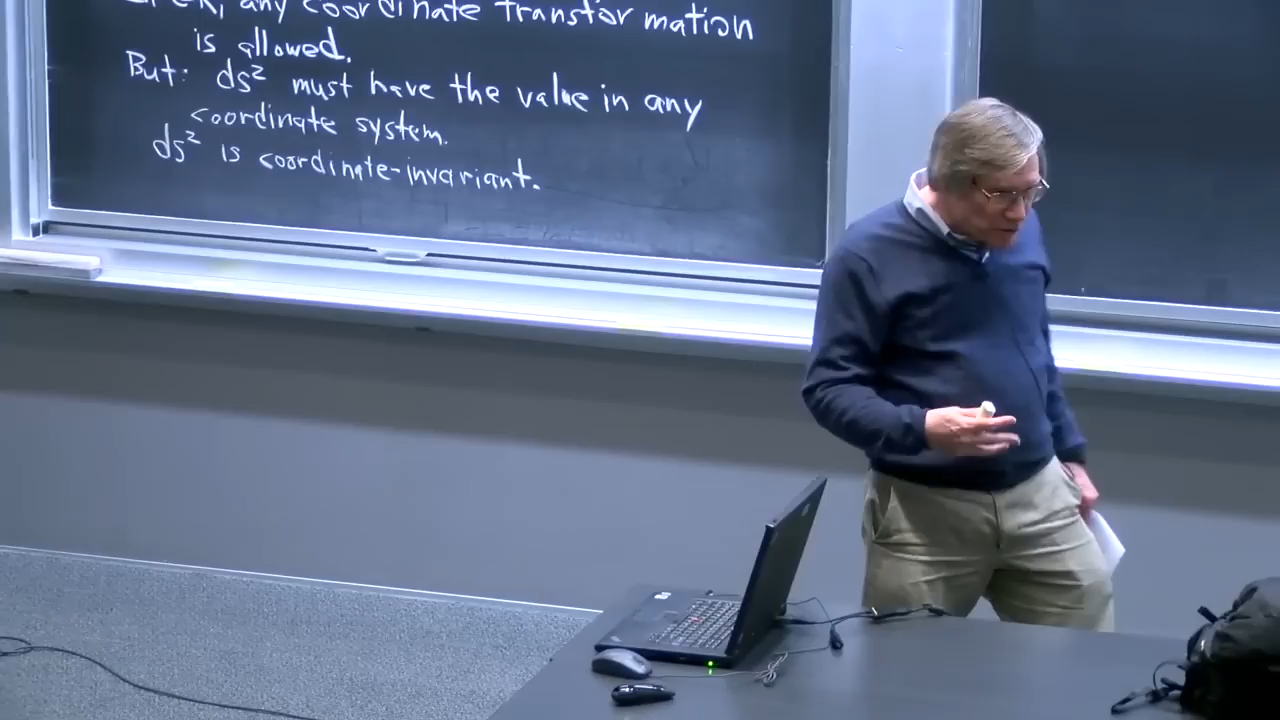 any coordinate transformation
is allowed.
But: ds² must have the value in any
coordinate system.
ds² is coordinate-invariant.